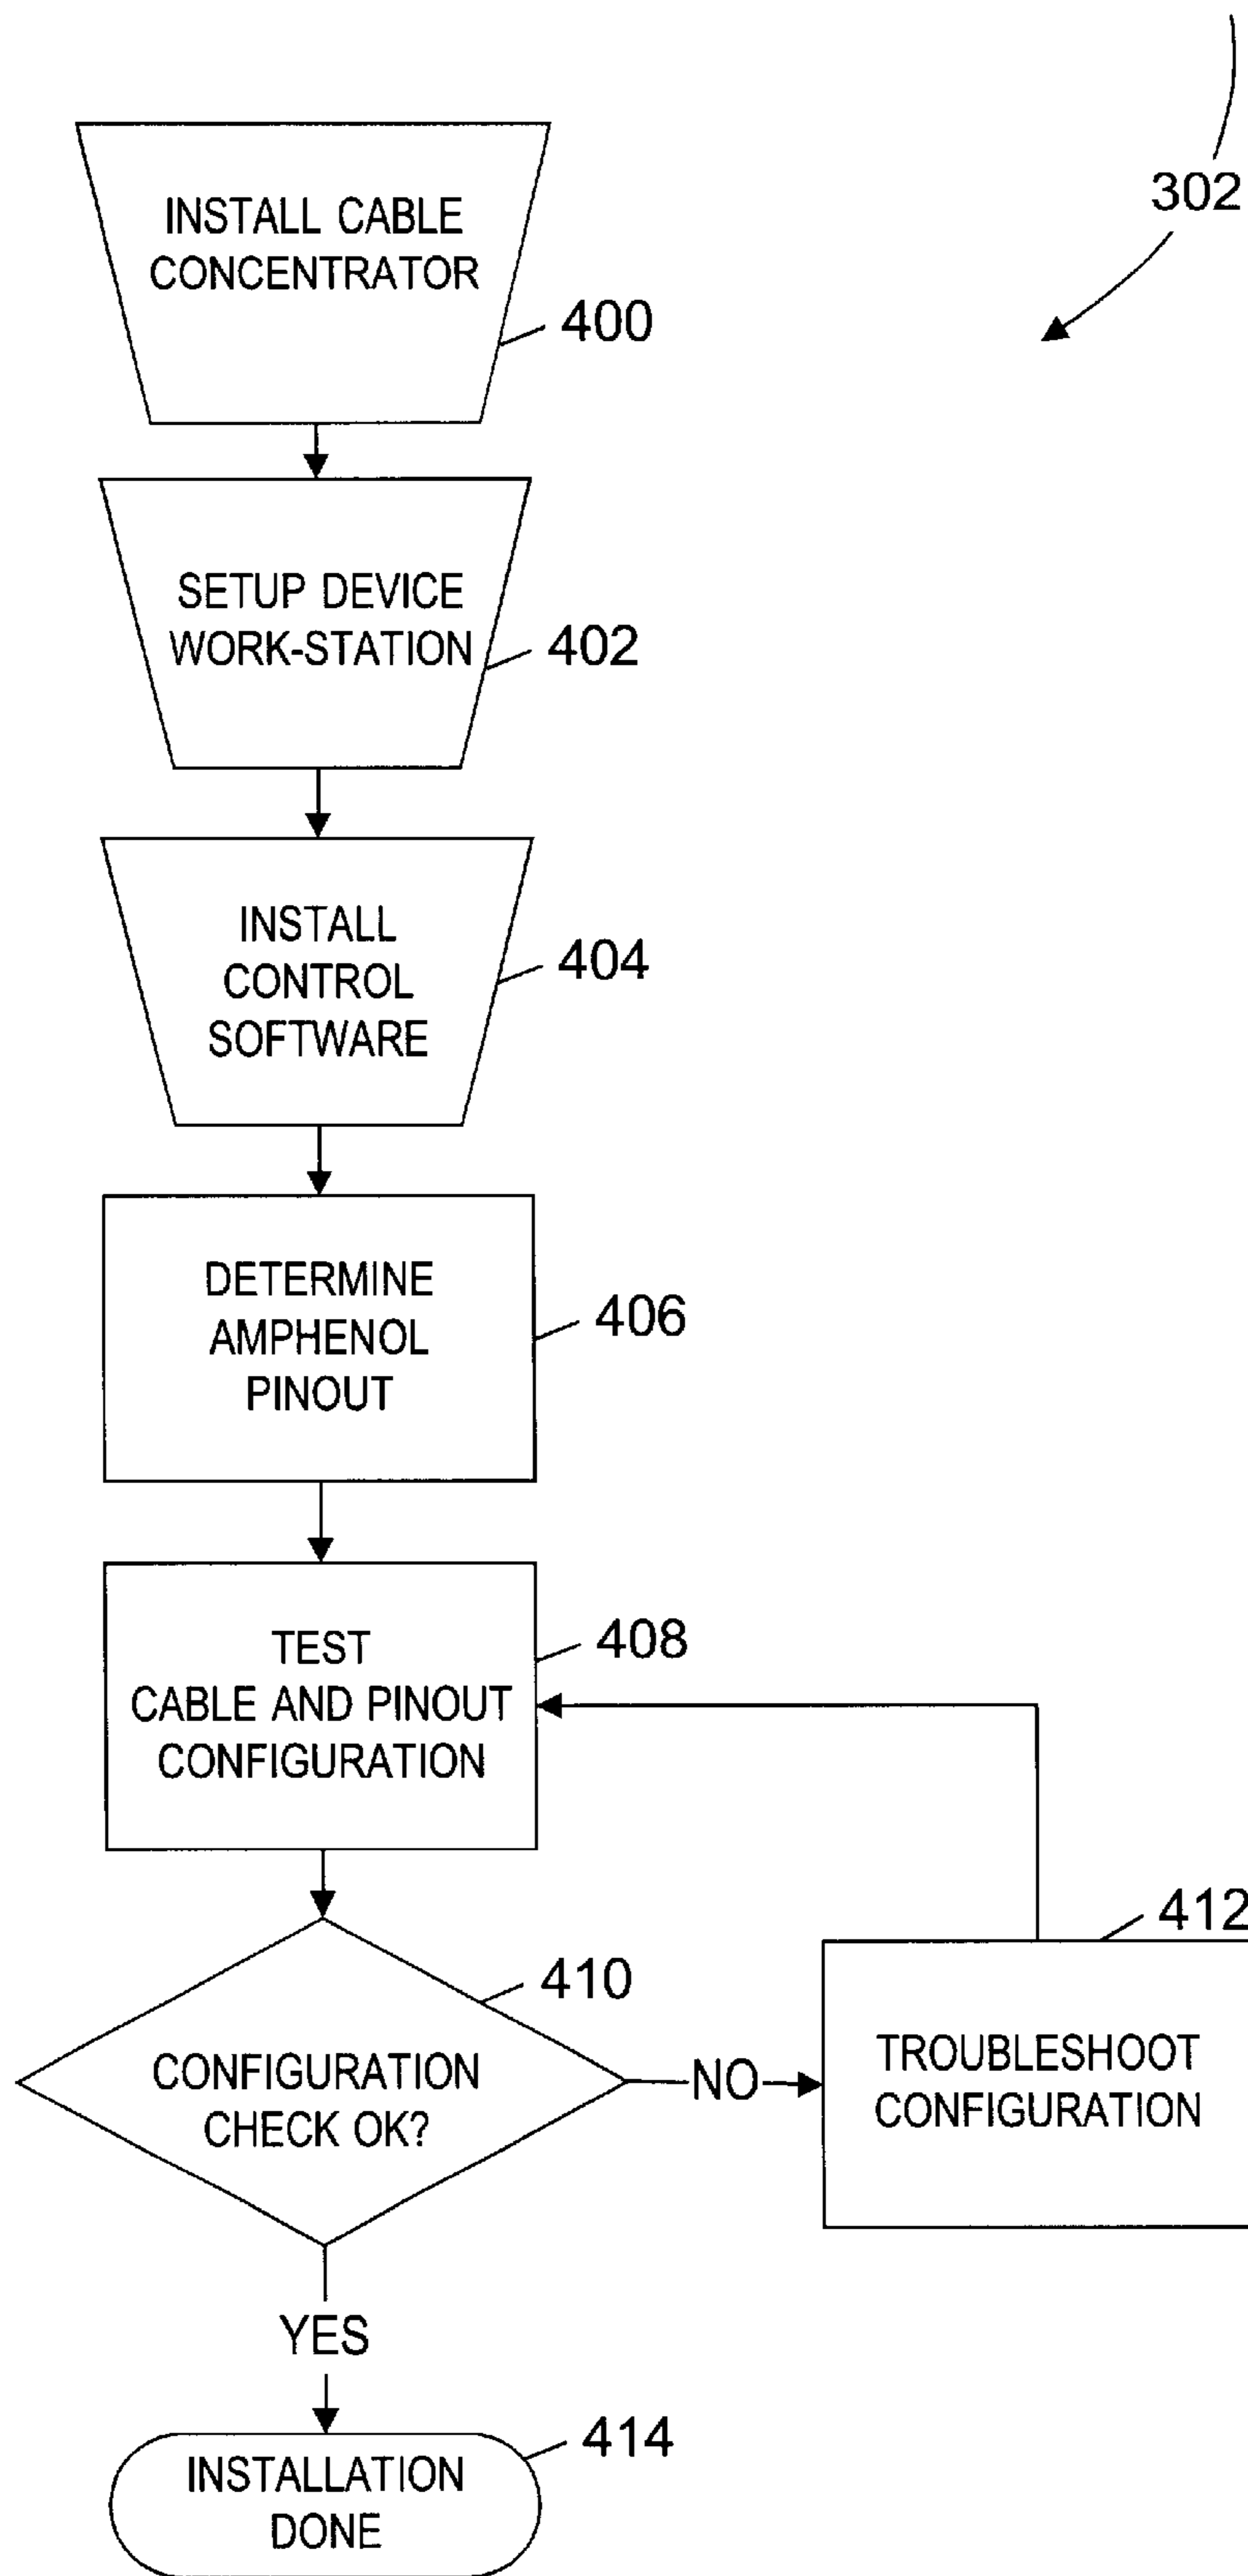 302
INSTALL CABLE
CONCENTRATOR
400
SETUP DEVICE
WORK-STATION
402
INSTALL
CONTROL
SOFTWARE
404
DETERMINE
AMPHENOL
PINOUT
406
TEST
CABLE AND PINOUT
CONFIGURATION
408
CONFIGURATION
CHECK OK?
410
NO
412
TROUBLESHOOT
CONFIGURATION
YES
INSTALLATION
DONE
414